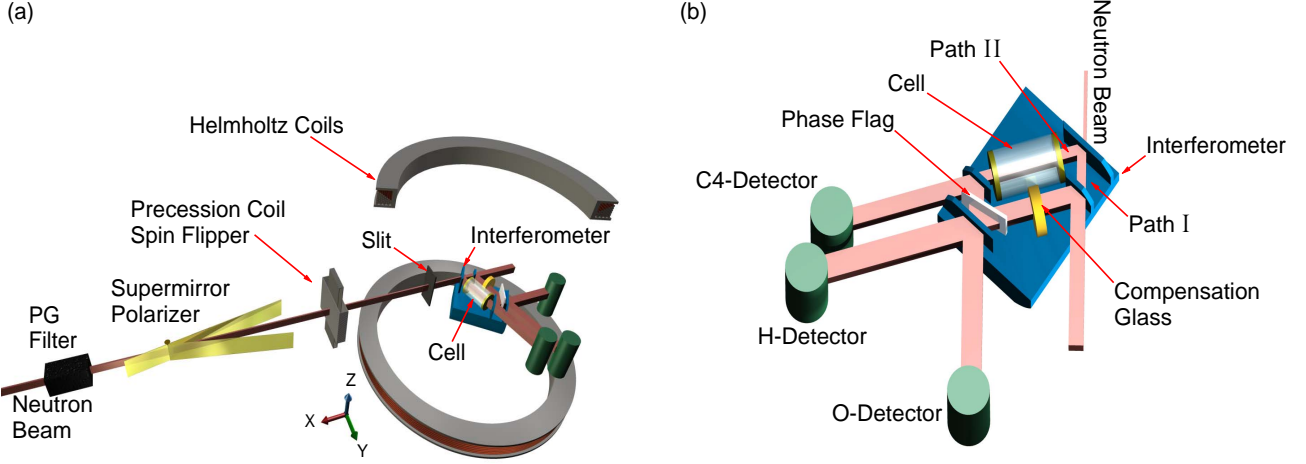 (a)
Helmholtz Coils
Precession Coil
Spin Flipper
Slit
Interferometer
Supermirror
Polarizer
PG
Filter
Cell
Neutron
Beam
X
Y
Z
(b)
Neutron Beam
Path II
Cell
Phase Flag
Interferometer
C4-Detector
Path I
Compensation
Glass
H-Detector
O-Detector